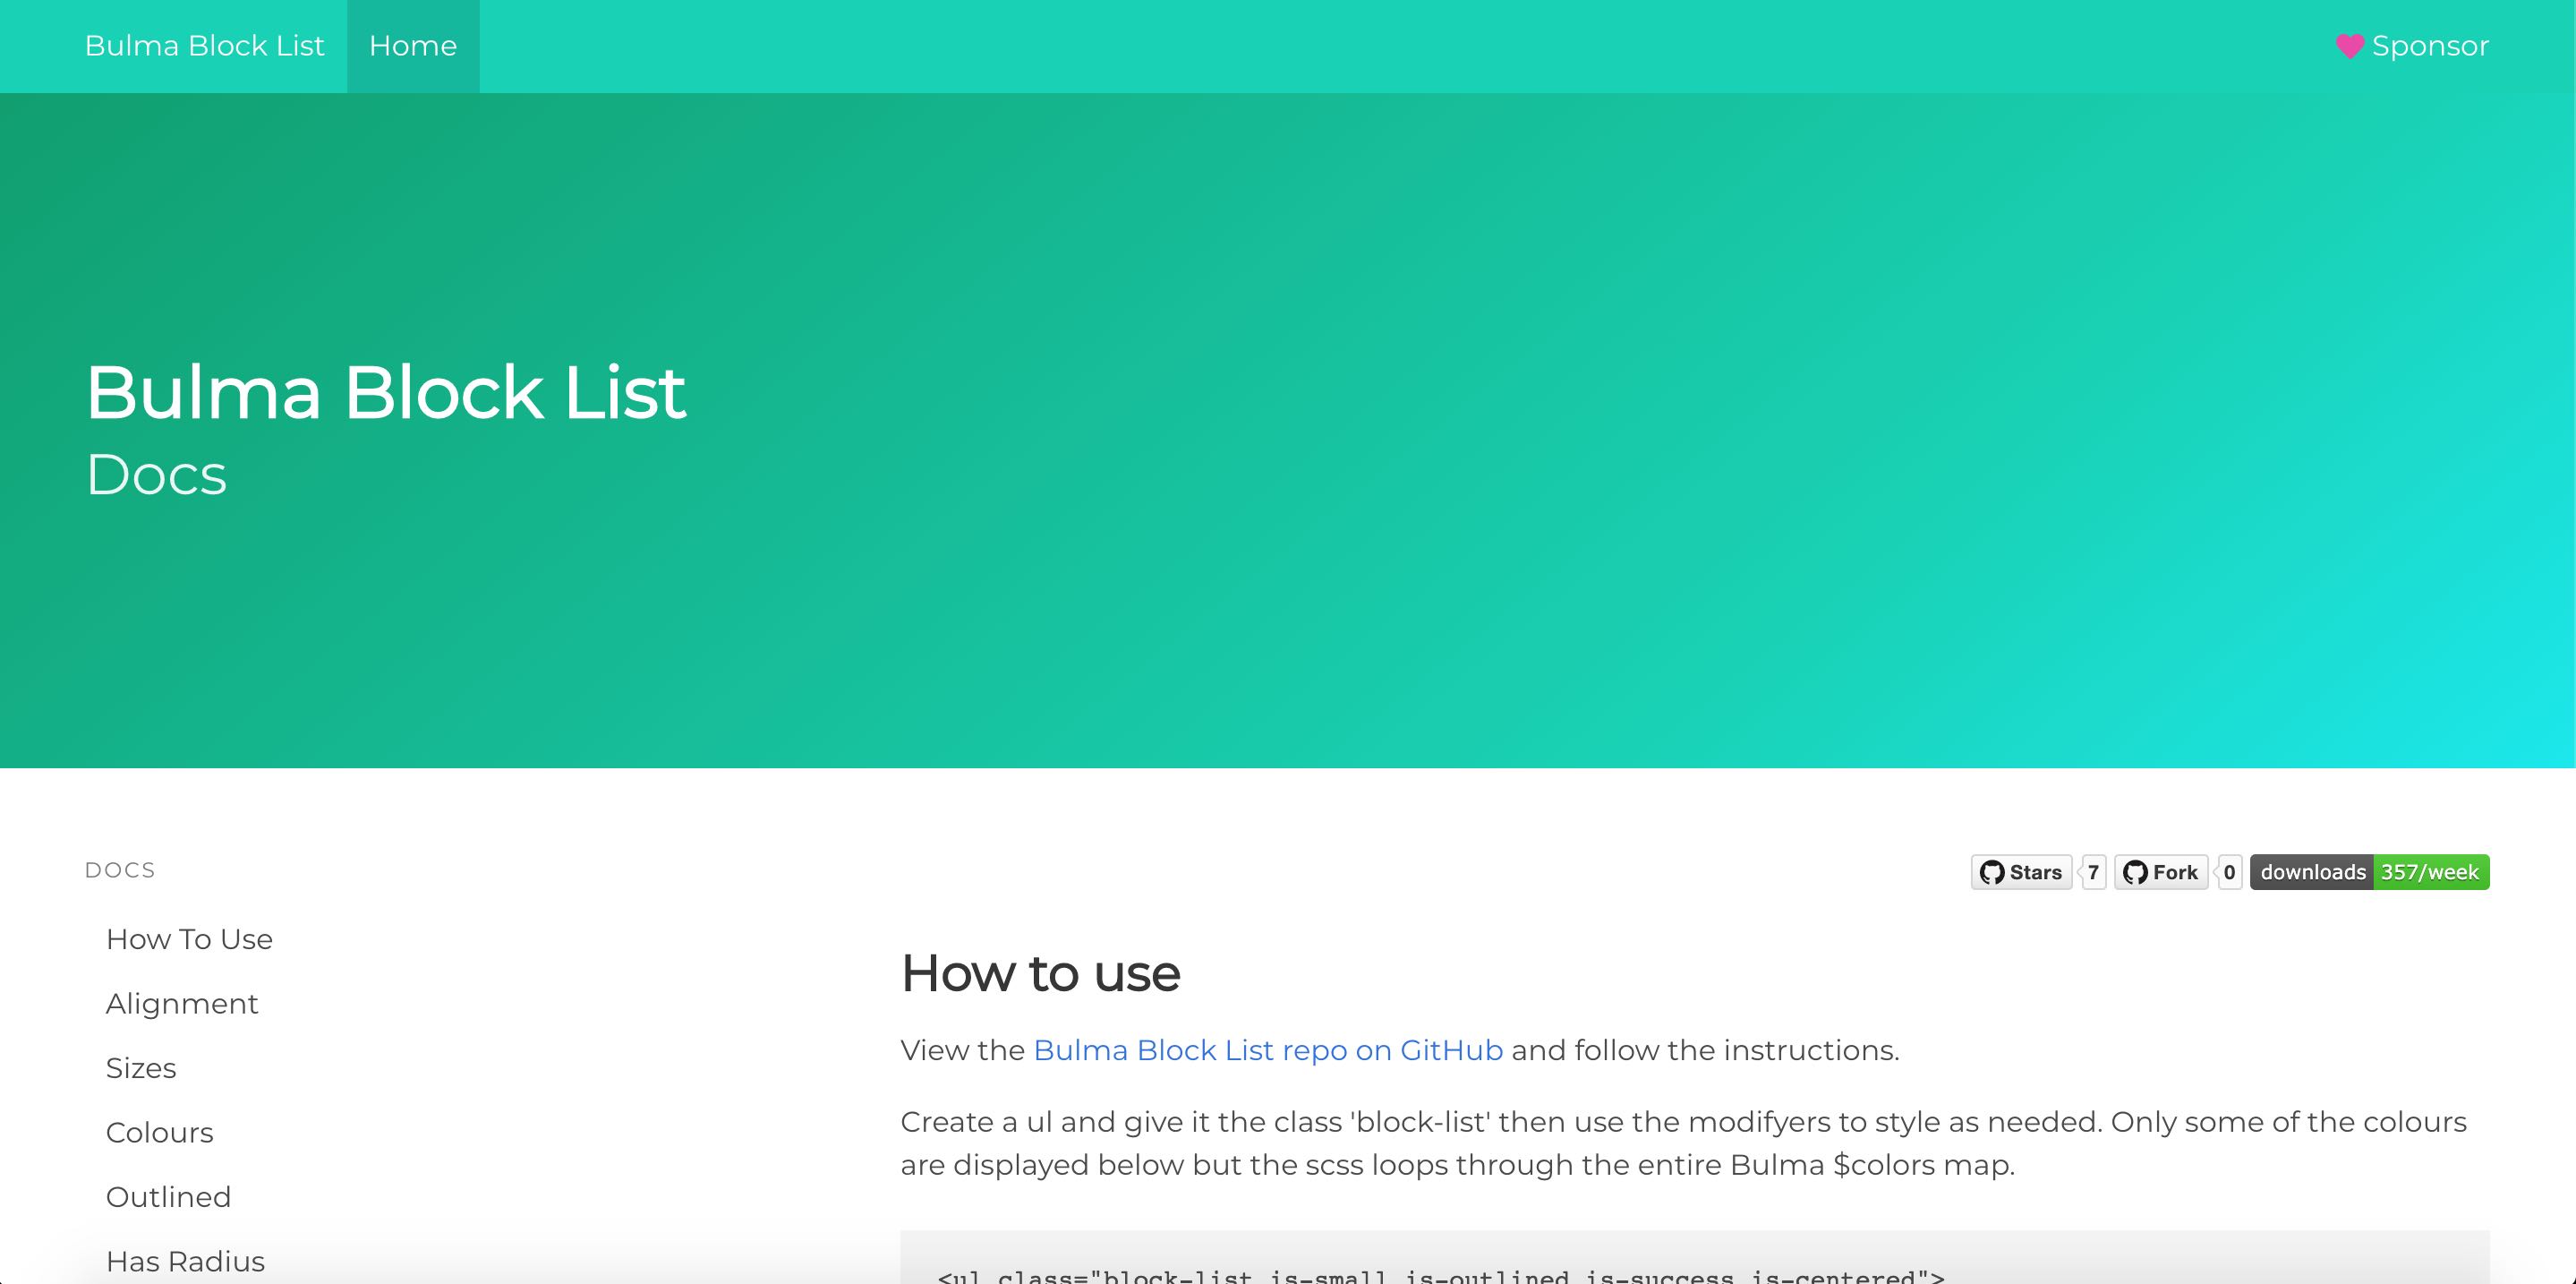 Bulma Block List
Home
Sponsor
Bulma Block List
Docs
DOCS
How To Use
Alignment
Sizes
Colours
Outlined
Has Radius
Stars 7 Fork 0 downloads 357/week
How to use
View the Bulma Block List repo on GitHub and follow the instructions.
Create a ul and give it the class 'block-list' then use the modifyers to style as needed. Only some of the colours
are displayed below but the scss loops through the entire Bulma $colors map.
<ul class="block-list is-small is-outlined is-success is-centered">